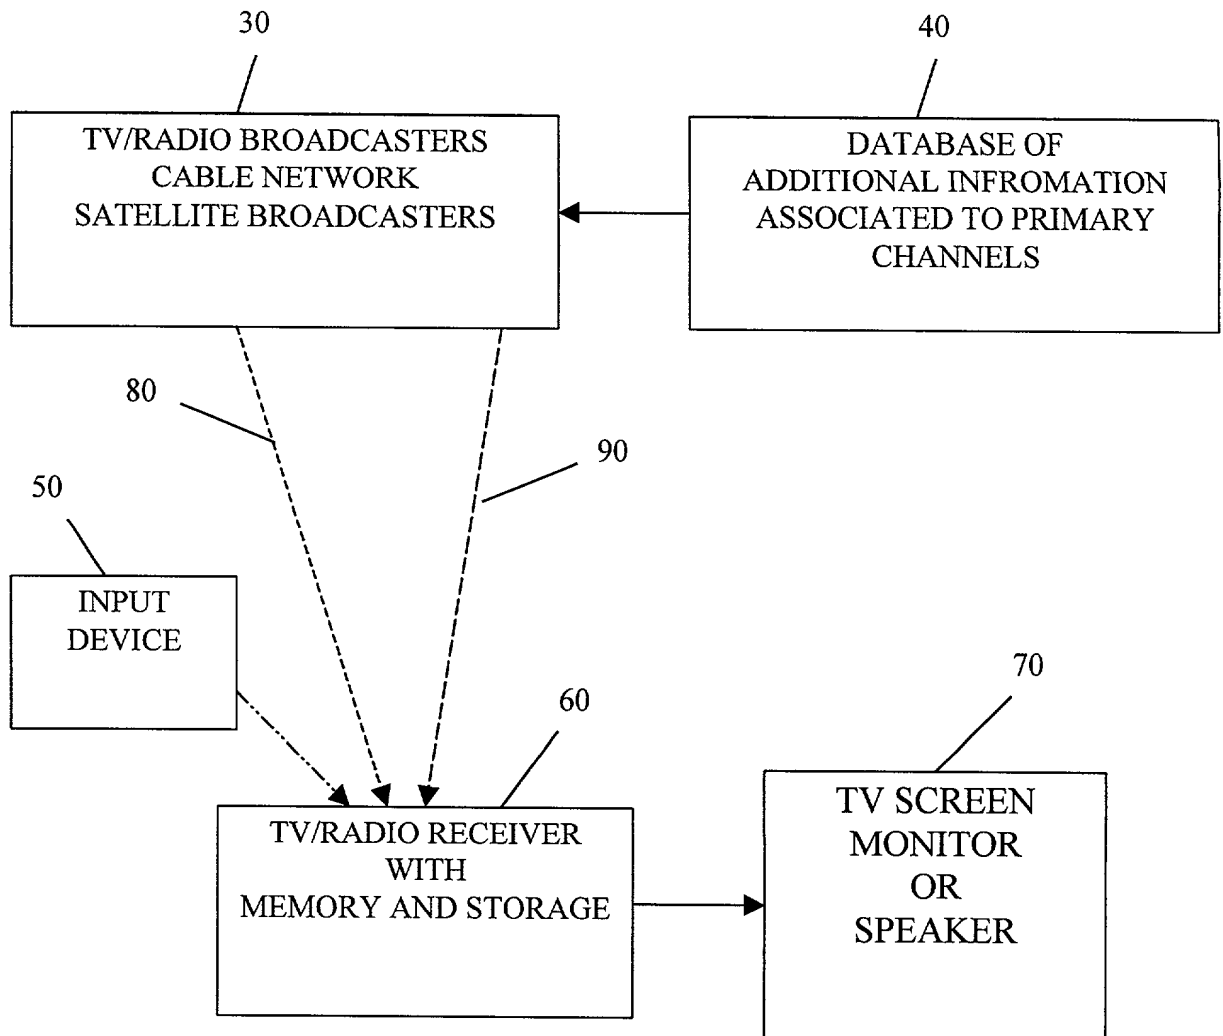 30
40
TV/RADIO BROADCASTERS
CABLE NETWORK
SATELLITE BROADCASTERS
DATABASE OF
ADDITIONAL INFROMATION
ASSOCIATED TO PRIMARY
CHANNELS
80
90
50
INPUT
DEVICE
60
70
TV/RADIO RECEIVER
WITH
MEMORY AND STORAGE
TV SCREEN
MONITOR
OR
SPEAKER